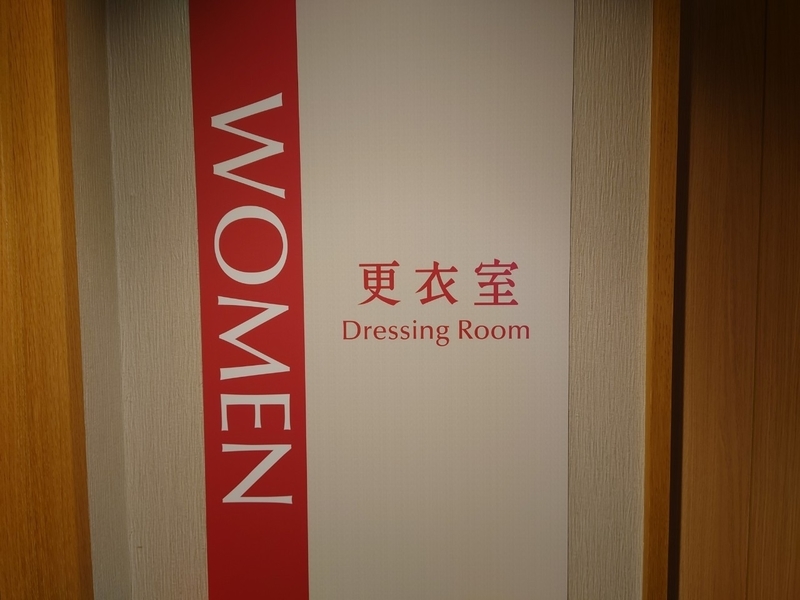 WOMEN
更衣室
Dressing Room